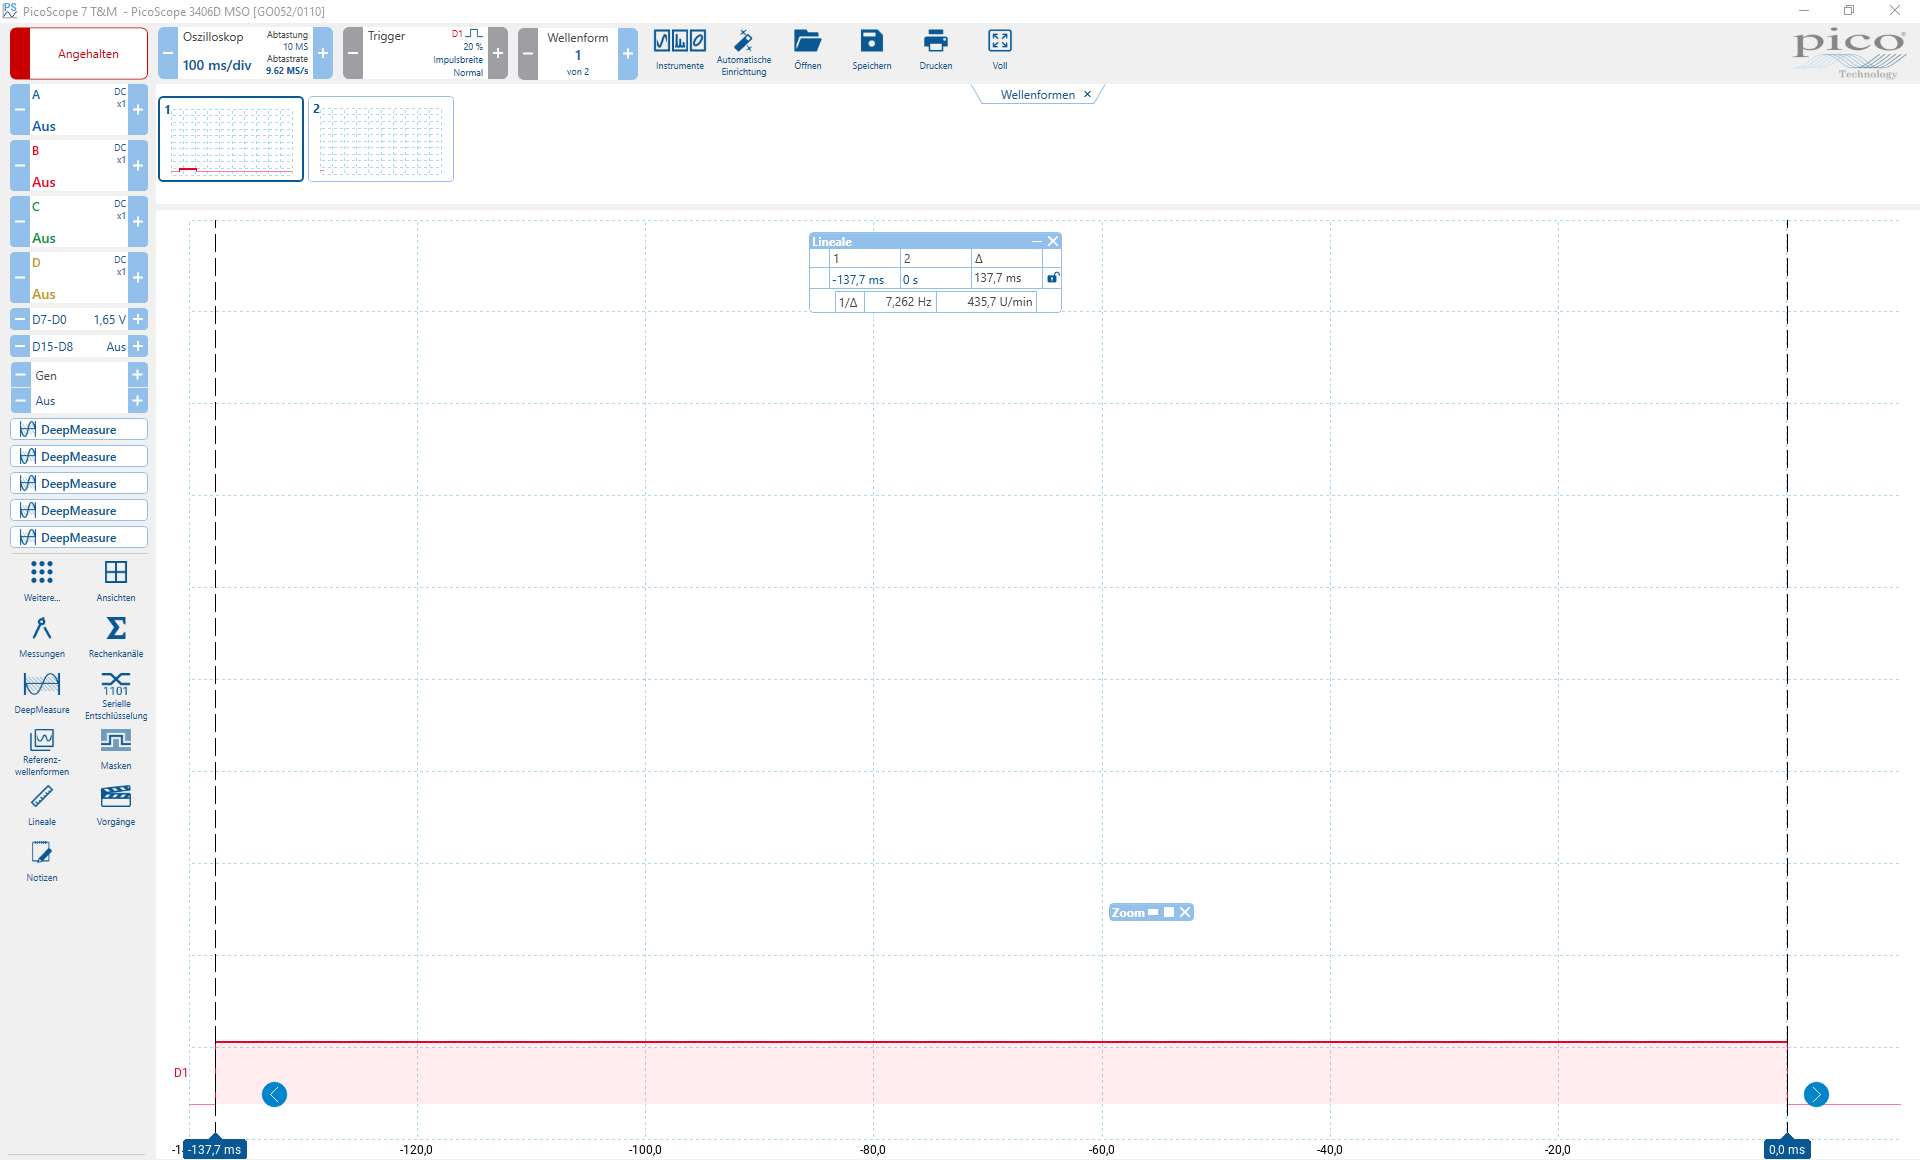 PicoScope 7 T&M - PicoScope 3406D MSO [GO052/0110]
Angehalten
Oszilloskop
100 ms/div
Abtastung
10 MS
Abtastrate
9.62 MS/s
Trigger
D1
20 %
Impulsbreite
Normal
Wellenform
1
von 2
Instrumente
Automatische
Einrichtung
Öffnen
Speichern
Drucken
Voll
pico
Technology
A
DC
x1
Aus
B
DC
x1
Aus
C
DC
x1
Aus
D
DC
x1
Aus
D7-D0 1,65 V
D15-D8 Aus
Gen
Aus
DeepMeasure
DeepMeasure
DeepMeasure
DeepMeasure
DeepMeasure
Weitere...
Ansichten
Messungen
Rechenkanäle
DeepMeasure
1101
Serielle
Entschlüsselung
Referenz-
wellenformen
Masken
Lineale
Vorgänge
Notizen
1
2
Wellenformen
Lineale
1 2 Δ
-137,7 ms 0 s 137,7 ms
1/Δ 7,262 Hz 435,7 U/min
Zoom
D1
-137,7 ms -120,0 -100,0 -80,0 -60,0 -40,0 -20,0 0,0 ms